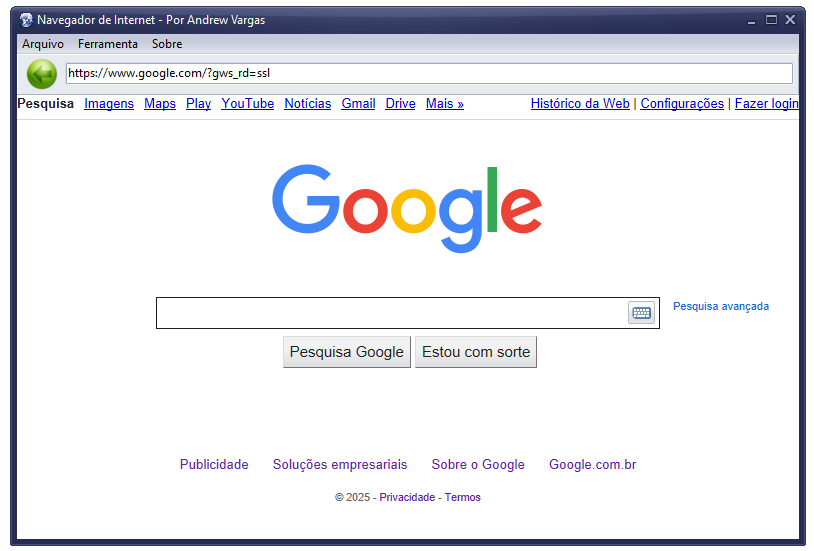 Navegador de Internet - Por Andrew Vargas
Arquivo Ferramenta Sobre
https://www.google.com/?gws_rd=ssl
Pesquisa Imagens Maps Play YouTube Notícias Gmail Drive Mais » Histórico da Web | Configurações | Fazer login
Google
Pesquisa avançada
Pesquisa Google Estou com sorte
Publicidade Soluções empresariais Sobre o Google Google.com.br
© 2025 - Privacidade - Termos